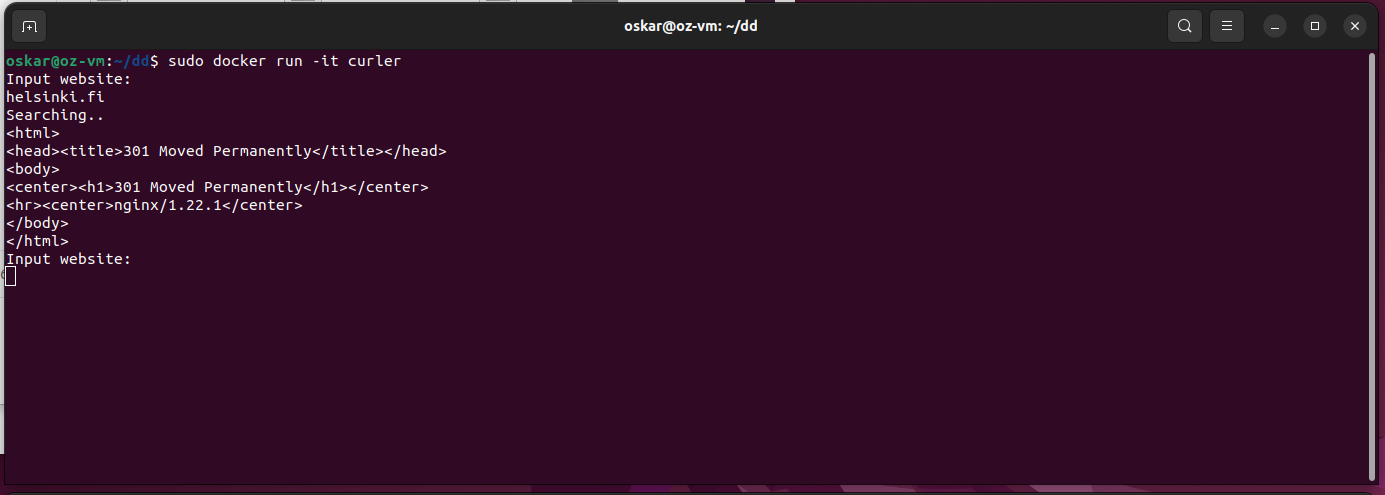 oskar@oz-vm: ~/dd
oskar@oz-vm:~/dd$ sudo docker run -it curler
Input website:
helsinki.fi
Searching..
<html>
<head><title>301 Moved Permanently</title></head>
<body>
<center><h1>301 Moved Permanently</h1></center>
<hr><center>nginx/1.22.1</center>
</body>
</html>
Input website: